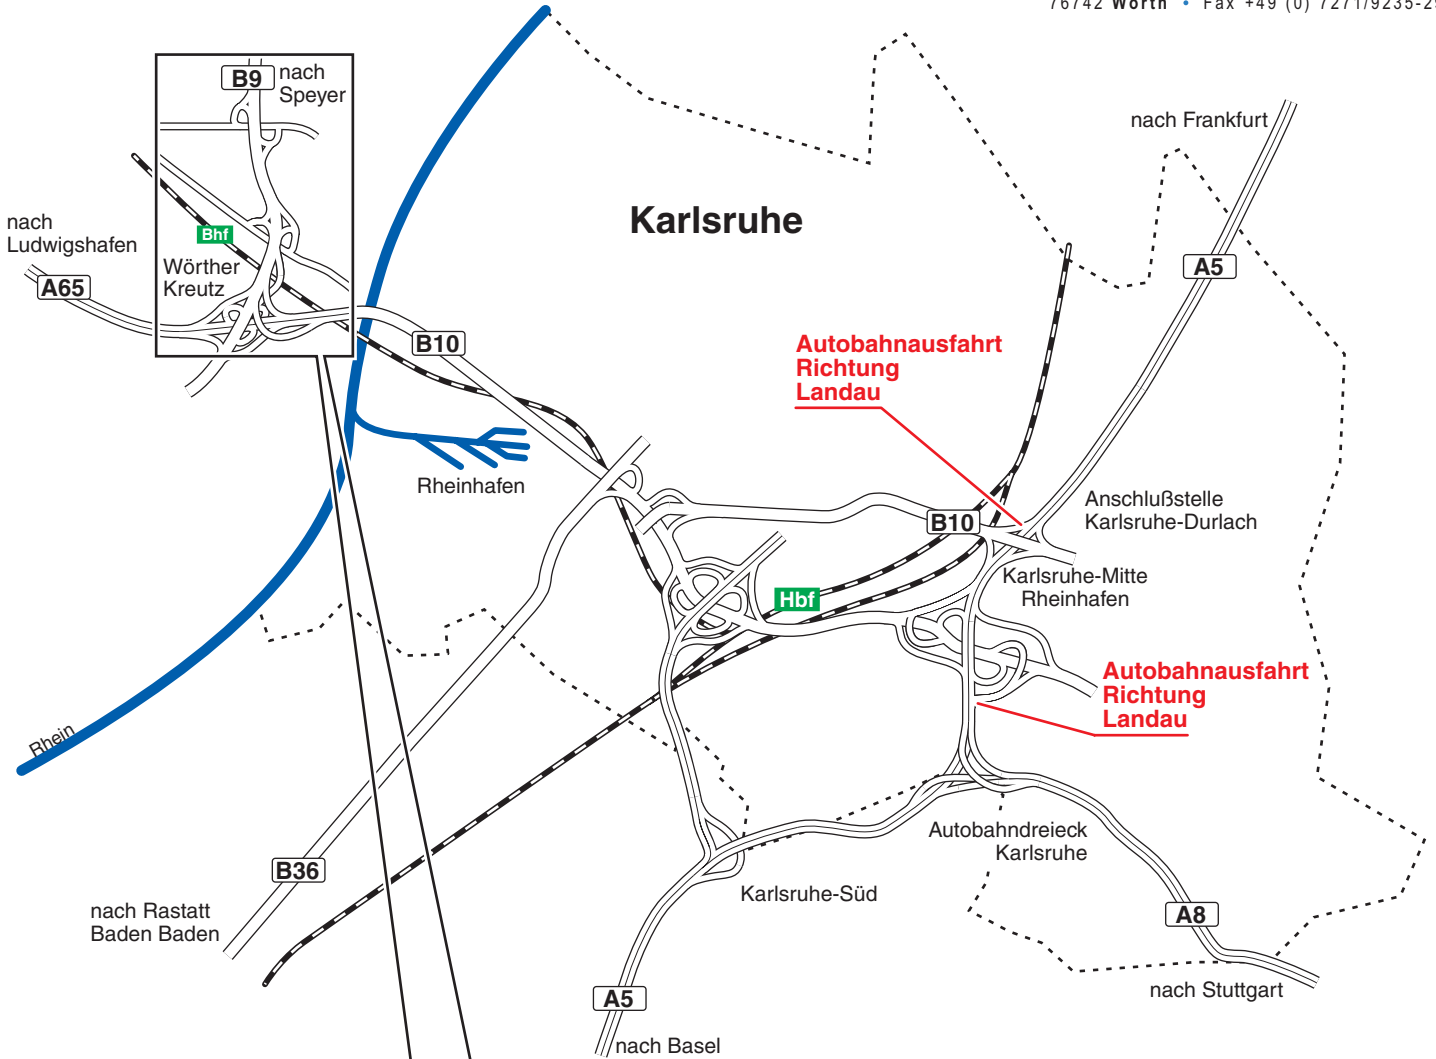 76742 Wörth • Fax +49 (0) 7271/9235-29
B9
nach
Speyer
nach Frankfurt
nach
Ludwigshafen
Bhf
Karlsruhe
Wörther
Kreutz
A65
A5
B10
Autobahnausfahrt
Richtung
Landau
Rheinhafen
Anschlußstelle
Karlsruhe-Durlach
B10
Karlsruhe-Mitte
Rheinhafen
Hbf
Autobahnausfahrt
Richtung
Landau
Rhein
Autobahndreieck
Karlsruhe
B36
Karlsruhe-Süd
nach Rastatt
Baden Baden
A8
A5
nach Stuttgart
nach Basel